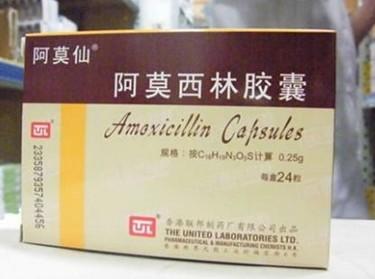 阿莫仙®
阿莫西林胶囊
Amoxicillin Capsules
规格：按C16H19N3O5S计算 0.25g
每盒24粒
2335879357404456
香港联邦制药厂有限公司出品
THE UNITED LABORATORIES LTD.
PHARMACEUTICAL & MANUFACTURING CHEMISTS H.K.